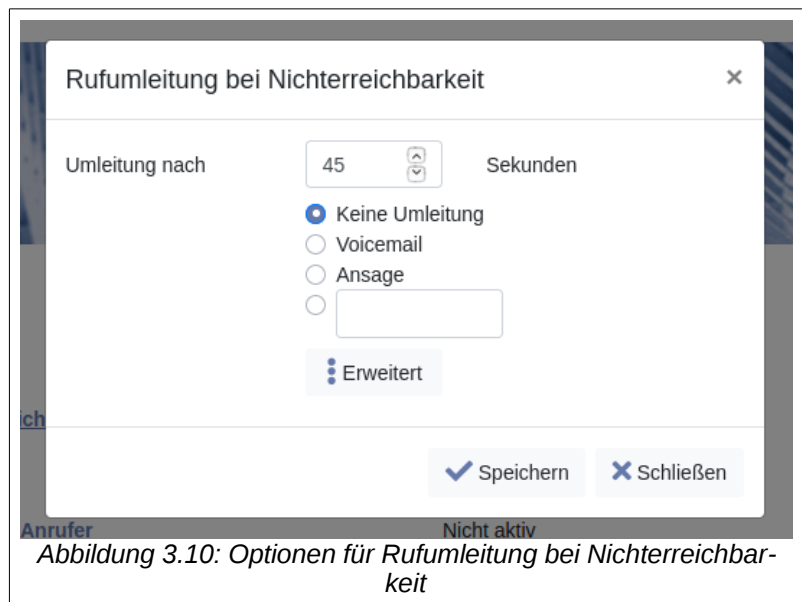 Rufumleitung bei Nichterreichbarkeit ×
Umleitung nach 45 Sekunden
Keine Umleitung
Voicemail
Ansage
Erweitert
ich
Speichern Schließen
Anrufer Nicht aktiv
Abbildung 3.10: Optionen für Rufumleitung bei Nichterreichbar-
keit